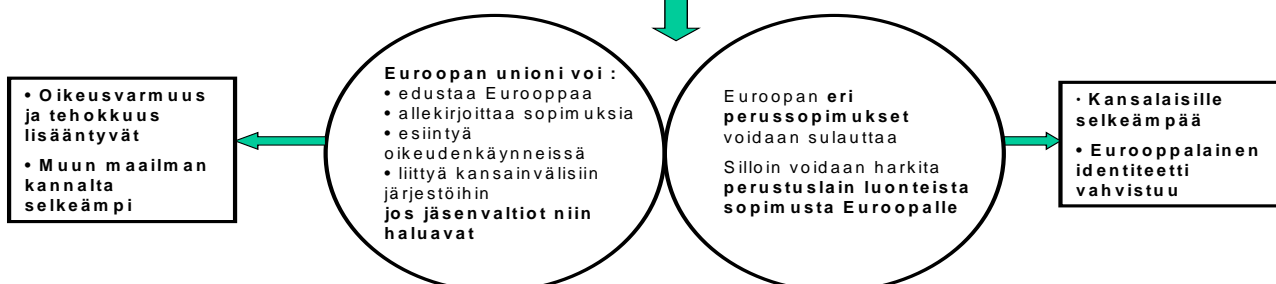 • Oikeusvarmuus
ja tehokkuus
lisääntyvät
• Muun maailman
kannalta
selkeämpi
Euroopan unioni voi :
• edustaa Eurooppaa
• allekirjoittaa sopimuksia
• esiintyä
oikeudenkäynneissä
• liittyä kansainvälisiin
järjestöihin
jos jäsenvaltiot niin
haluavat
Euroopan eri
perussopimukset
voidaan sulauttaa
Silloin voidaan harkita
perustuslain luonteista
sopimusta Euroopalle
• Kansalaisille
selkeämpää
• Eurooppalainen
identiteetti
vahvistuu